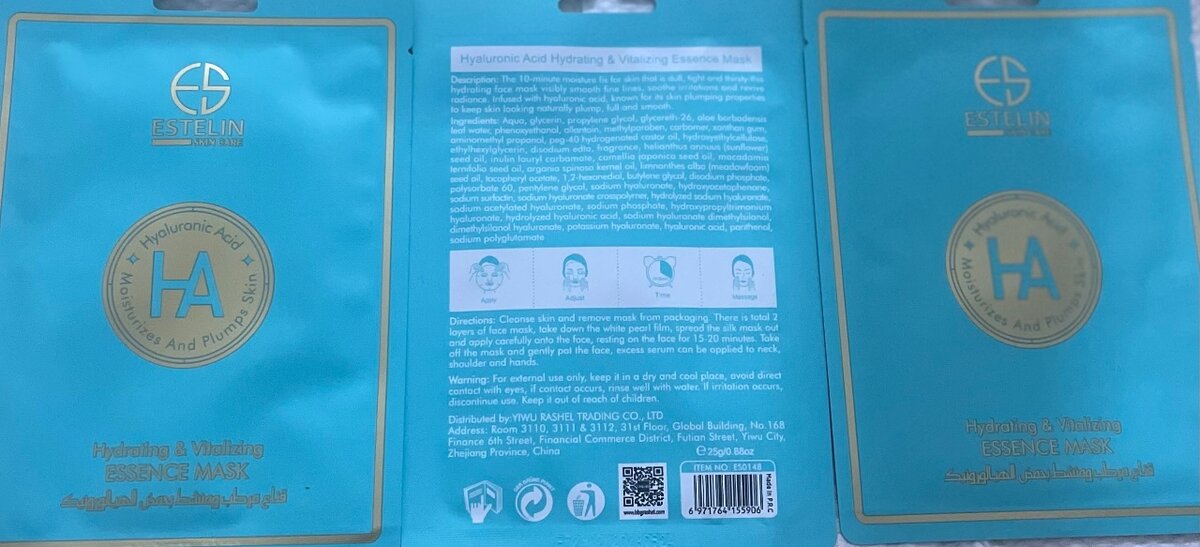 ES
ESTELIN
SKIN CARE
Hyaluronic Acid
HA
Moisturizes And Plumps Skin
Hydrating & Vitalizing
ESSENCE MASK
قناع مرطب ومنشط بحمض الهيالورونيك
Hyaluronic Acid Hydrating & Vitalizing Essence Mask
Description: The 10-minute moisture fix for skin that is dull, tight and thirsty-this
hydrating face mask visibly smooth fine lines, soothe irritations and revive
radiance. Infused with hyaluronic acid, known for its skin plumping properties
to keep skin looking naturally plump, full and smooth.
Ingredients: Aqua, glycerin, propylene glycol, glycereth-26, aloe barbadensis
leaf water, phenoxyethanol, allantoin, methylparaben, carbomer, xanthan gum,
aminomethyl propanol, peg-40 hydrogenated castor oil, hydroxyethylcellulose,
ethylhexylglycerin, disodium edta, fragrance, helianthus annuus (sunflower)
seed oil, inulin lauryl carbamate, camellia japonica seed oil, macadamia
ternifolia seed oil, argania spinosa kernel oil, limnanthes alba (meadowfoam)
seed oil, tocopheryl acetate, 1,2-hexanediol, butylene glycol, disodium phosphate,
polysorbate 60, pentylene glycol, sodium hyaluronate, hydroxyacetophenone,
sodium surfactin, sodium hyaluronate crosspolymer, hydrolyzed sodium hyaluronate,
sodium acetylated hyaluronate, sodium phosphate, hydroxypropyltrimonium
hyaluronate, hydrolyzed hyaluronic acid, sodium hyaluronate dimethylsilanol,
dimethylsilanol hyaluronate, potassium hyaluronate, hyaluronic acid, panthenol,
sodium polyglutamate
Apply
Adjust
Time
Massage
Directions: Cleanse skin and remove mask from packaging. There is total 2
layers of face mask, take down the white pearl film, spread the silk mask out
and apply carefully onto the face, resting on the face for 15-20 minutes. Take
off the mask and gently pat the face, excess serum can be applied to neck,
shoulder and hands.
Warning: For external use only, keep it in a dry and cool place, avoid direct
contact with eyes, if contact occurs, rinse well with water. If irritation occurs,
discontinue use. Keep it out of reach of children.
Distributed by:YIWU RASHEL TRADING CO., LTD
Address: Room 3110, 3111 & 3112, 31st Floor, Global Building, No.168
Finance 6th Street, Financial Commerce District, Futian Street, Yiwu City,
Zhejiang Province, China
℮25g/0.88oz
ITEM NO. ES0148
Made in P.R.C
6 971764 155906
ES
ESTELIN
SKIN CARE
Hyaluronic Acid
HA
Moisturizes And Plumps Skin
Hydrating & Vitalizing
ESSENCE MASK
قناع مرطب ومنشط بحمض الهيالورونيك